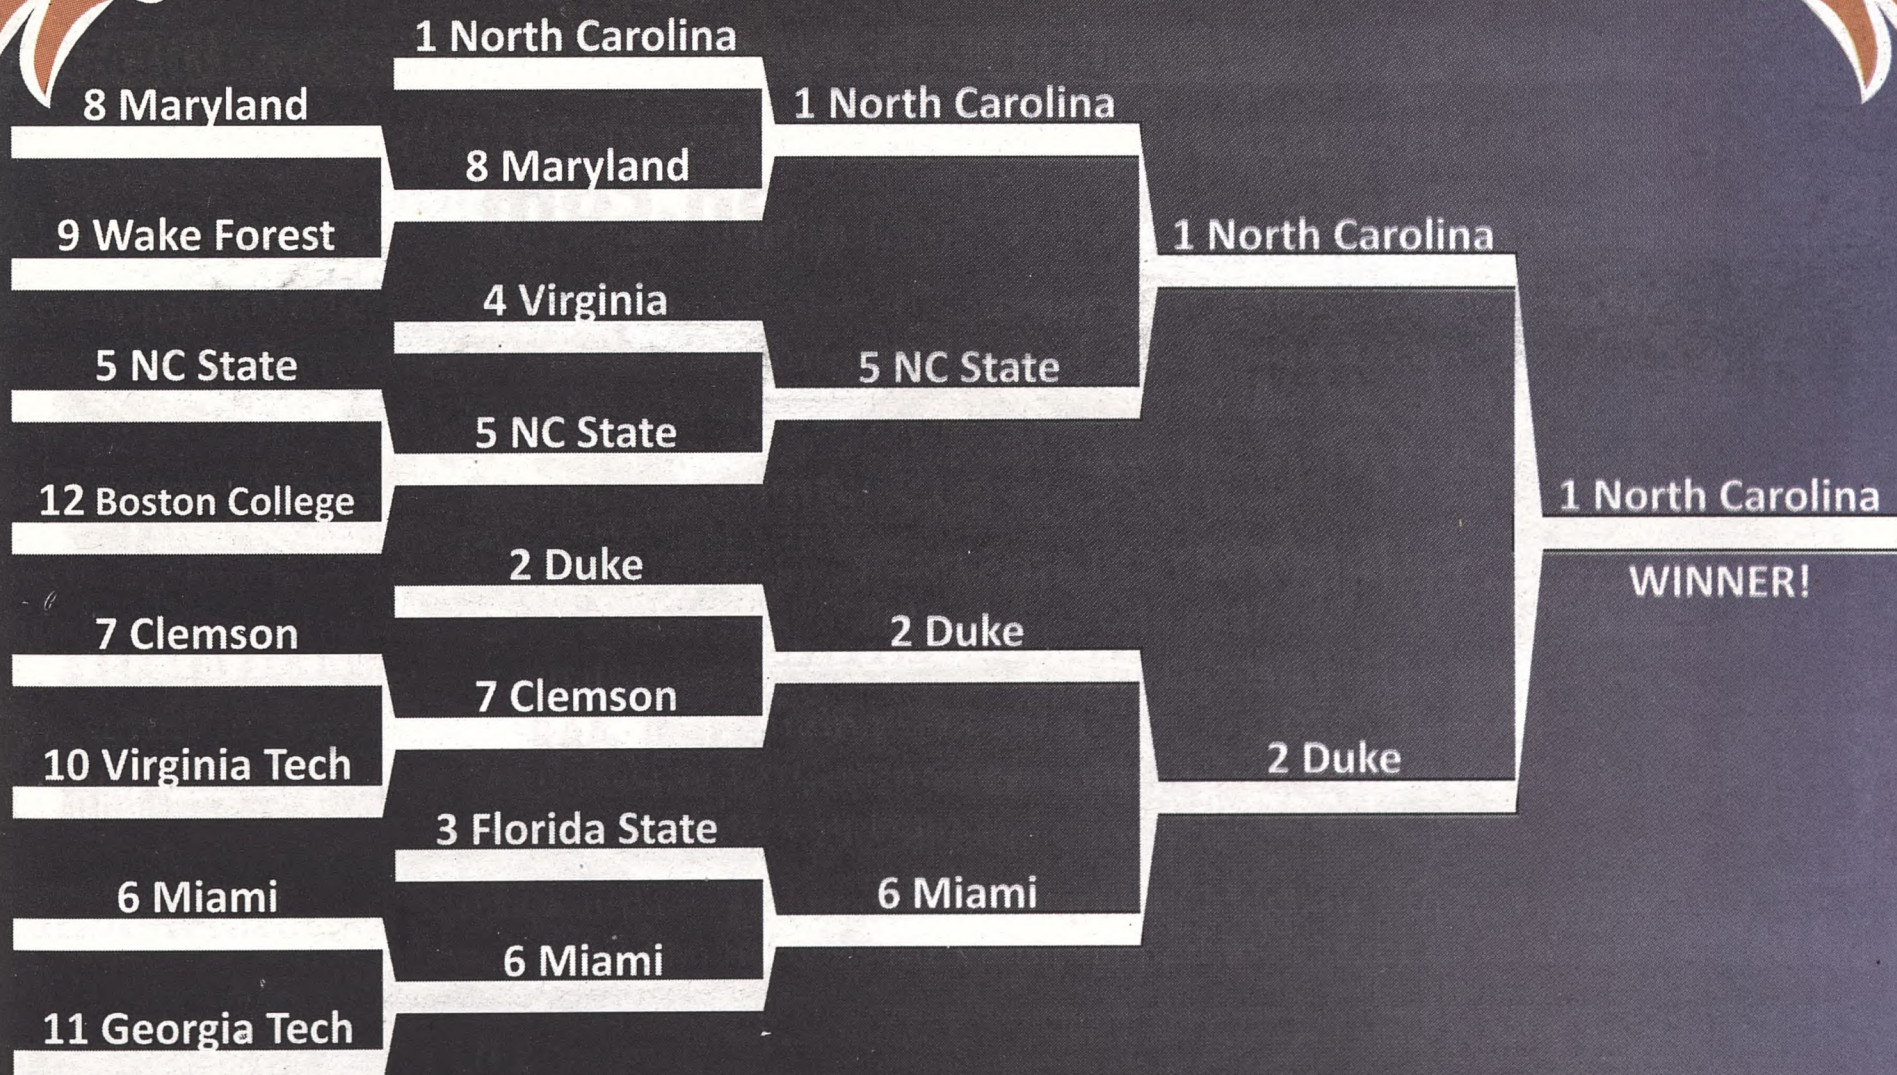 1 North Carolina
8 Maryland
1 North Carolina
8 Maryland
9 Wake Forest
1 North Carolina
4 Virginia
5 NC State
5 NC State
5 NC State
12 Boston College
1 North Carolina
2 Duke
WINNER!
7 Clemson
2 Duke
7 Clemson
10 Virginia Tech
2 Duke
3 Florida State
6 Miami
6 Miami
6 Miami
11 Georgia Tech